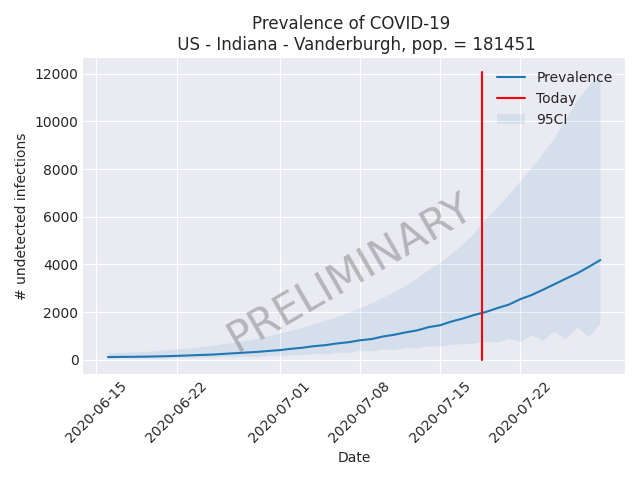 Prevalence of COVID-19
US - Indiana - Vanderburgh, pop. = 181451
12000
10000
8000
6000
4000
2000
0
# undetected infections
Prevalence
Today
95CI
PRELIMINARY
2020-06-15
2020-06-22
2020-07-01
2020-07-08
2020-07-15
2020-07-22
Date